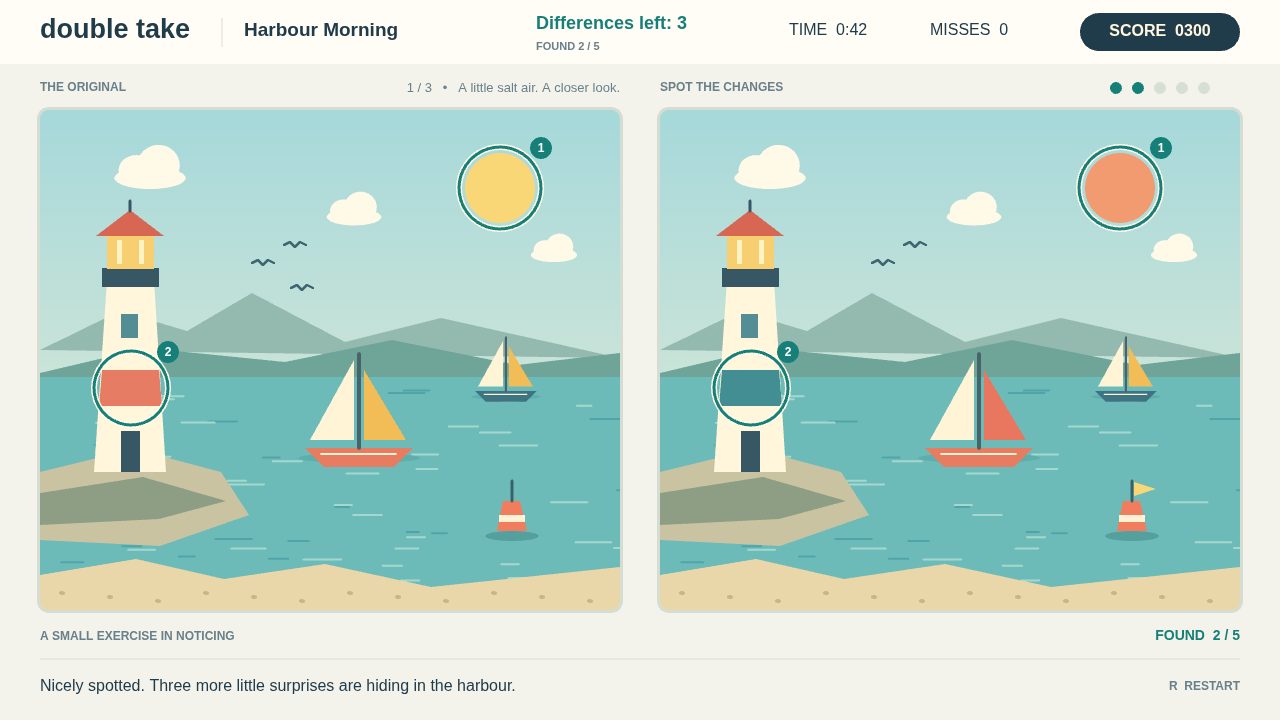 double take
Harbour Morning
Differences left: 3
FOUND 2 / 5
TIME 0:42
MISSES 0
SCORE 0300
THE ORIGINAL
1 / 3 • A little salt air. A closer look.
SPOT THE CHANGES
1
2
1
2
A SMALL EXERCISE IN NOTICING
FOUND 2 / 5
Nicely spotted. Three more little surprises are hiding in the harbour.
R RESTART